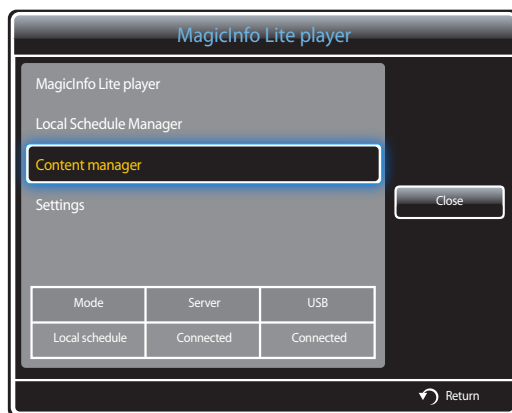 MagicInfo Lite player
MagicInfo Lite player
Local Schedule Manager
Content manager
Settings
Close
Mode Server USB
Local schedule Connected Connected
Return